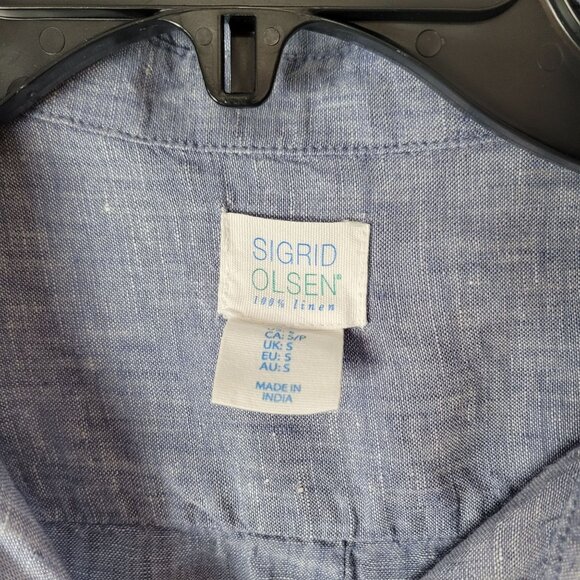 SIGRID
OLSEN®
100% linen
CA: S/P
UK: S
EU: S
AU: S
MADE IN
INDIA